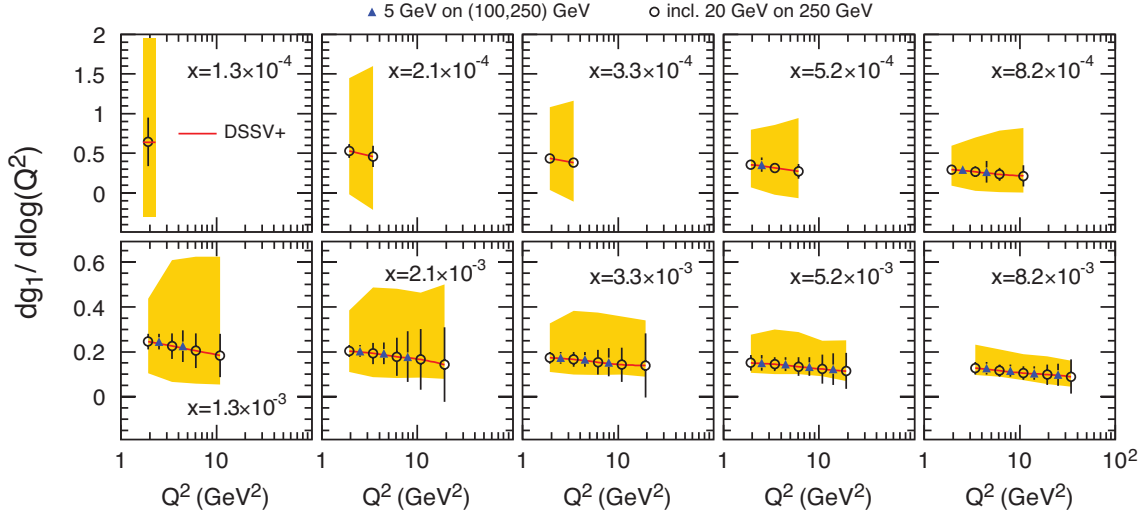 5 GeV on (100,250) GeV incl. 20 GeV on 250 GeV
dg₁/ dlog(Q²)
2
1.5
1
0.5
0
x=1.3×10⁻⁴
DSSV+
x=2.1×10⁻⁴
x=3.3×10⁻⁴
x=5.2×10⁻⁴
x=8.2×10⁻⁴
0.6
0.4
0.2
0
x=1.3×10⁻³
x=2.1×10⁻³
x=3.3×10⁻³
x=5.2×10⁻³
x=8.2×10⁻³
1 10 1 10 1 10 1 10 1 10 10²
Q² (GeV²) Q² (GeV²) Q² (GeV²) Q² (GeV²) Q² (GeV²)